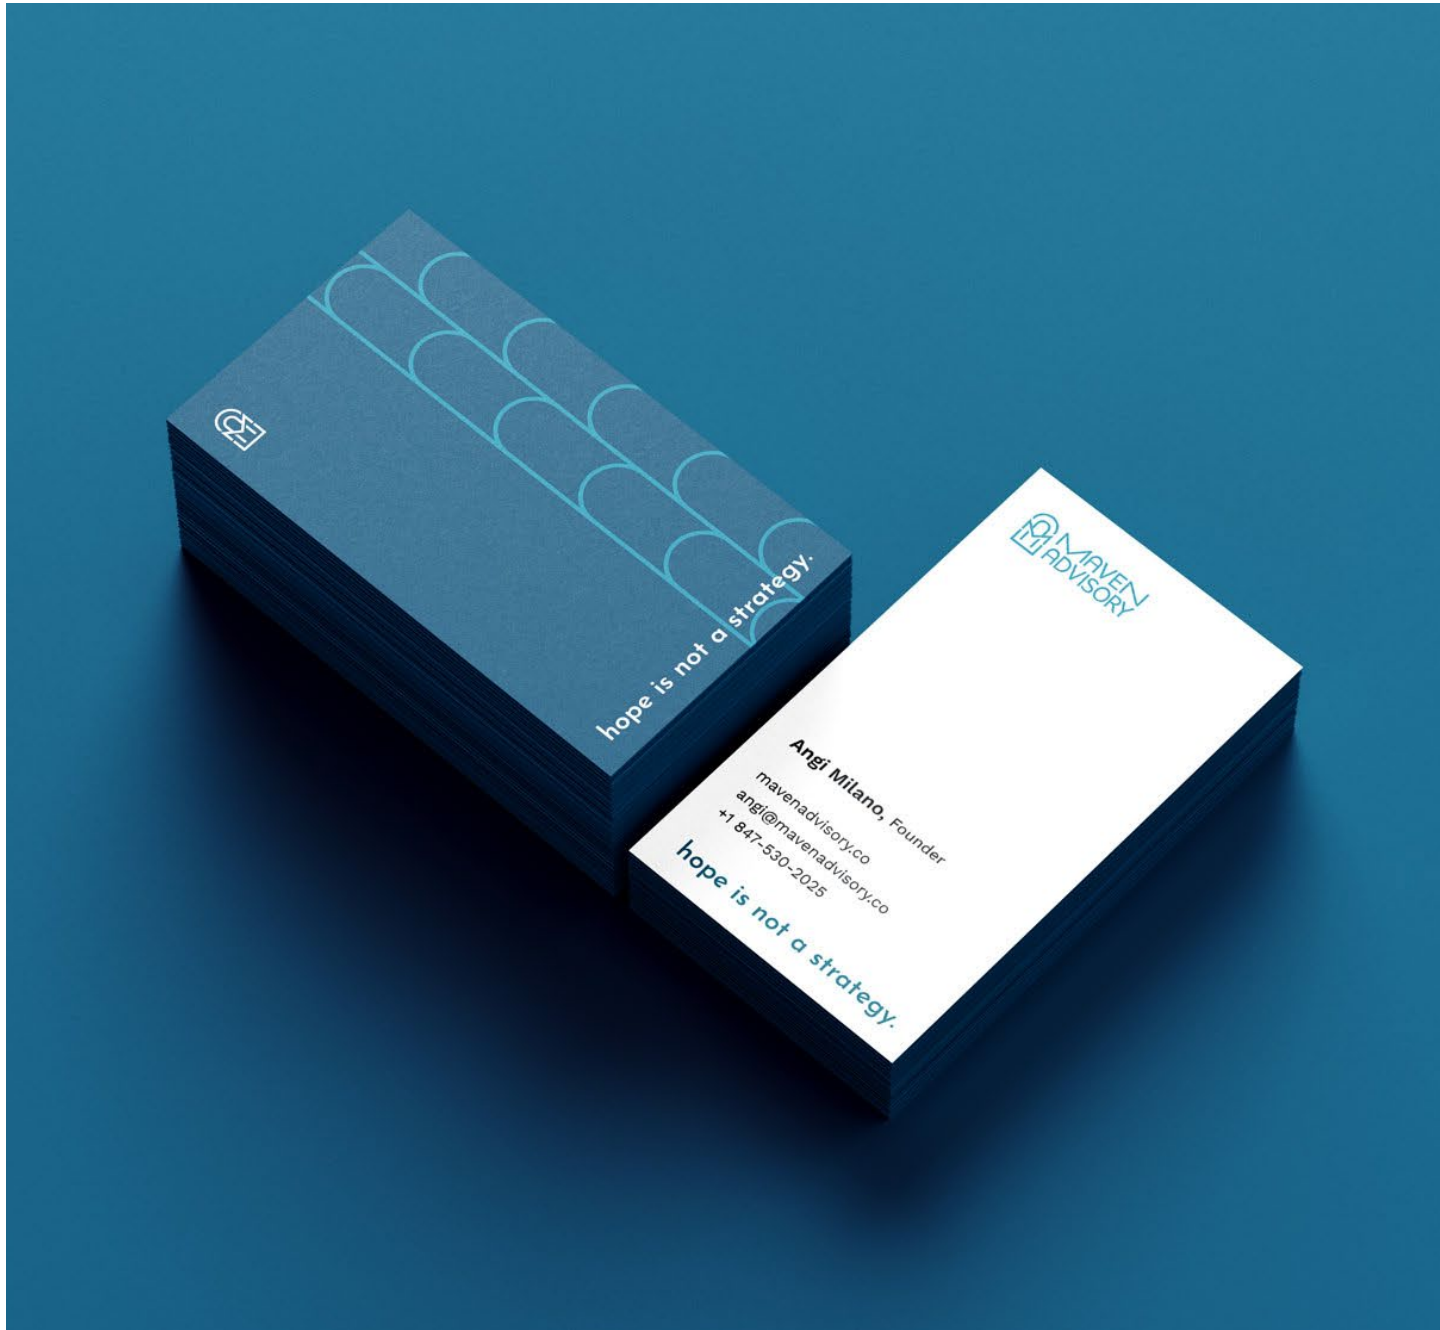 hope is not a strategy.
MAVEN
ADVISORY
Angi Milano, Founder
mavenadvisory.co
angi@mavenadvisory.co
+1 847-530-2025
hope is not a strategy.